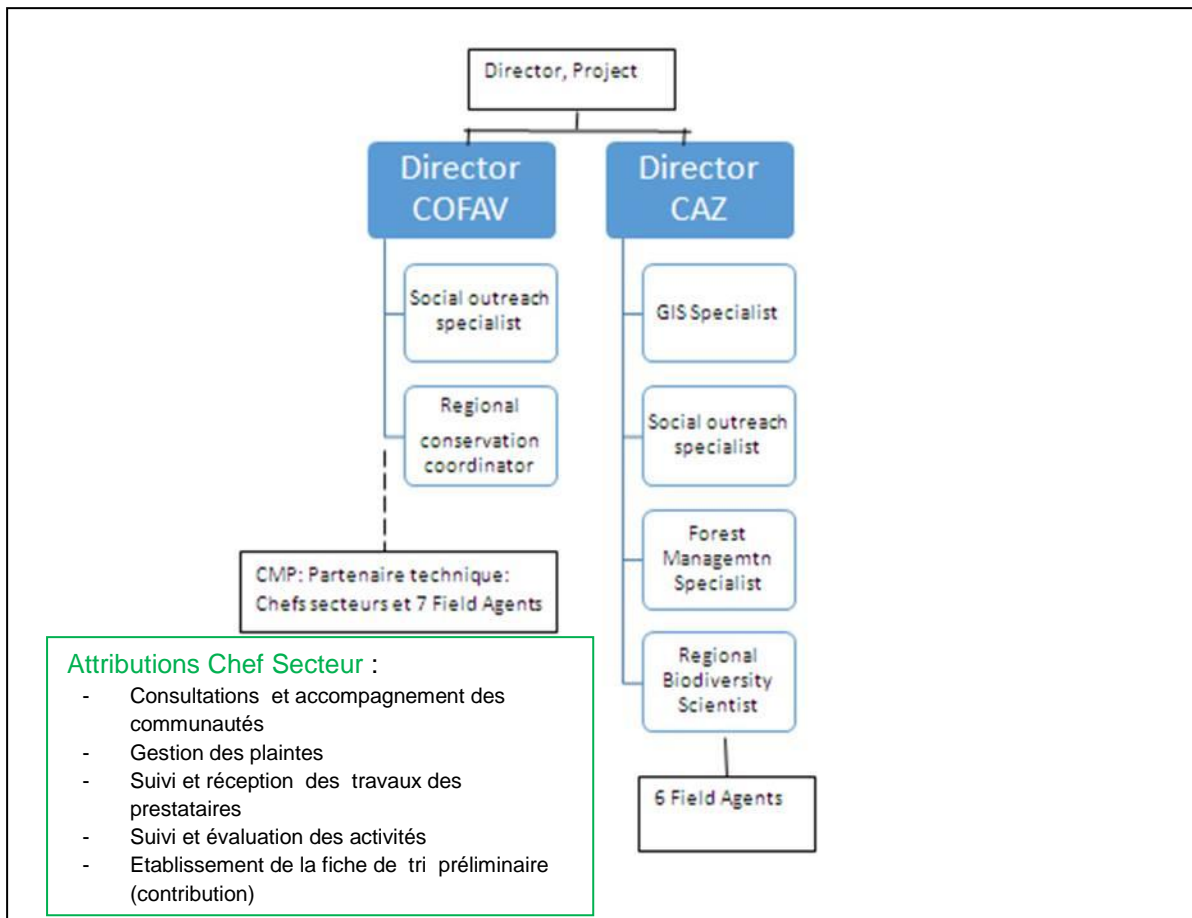 Director, Project
Director
COFAV
Director
CAZ
Social outreach
specialist
GIS Specialist
Regional
conservation
coordinator
Social outreach
specialist
Forest
Managemtn
Specialist
CMP: Partenaire technique:
Chefs secteurs et 7 Field Agents
Regional
Biodiversity
Scientist
6 Field Agents
Attributions Chef Secteur :
- Consultations et accompagnement des
communautés
- Gestion des plaintes
- Suivi et réception des travaux des
prestataires
- Suivi et évaluation des activités
- Etablissement de la fiche de tri préliminaire
(contribution)